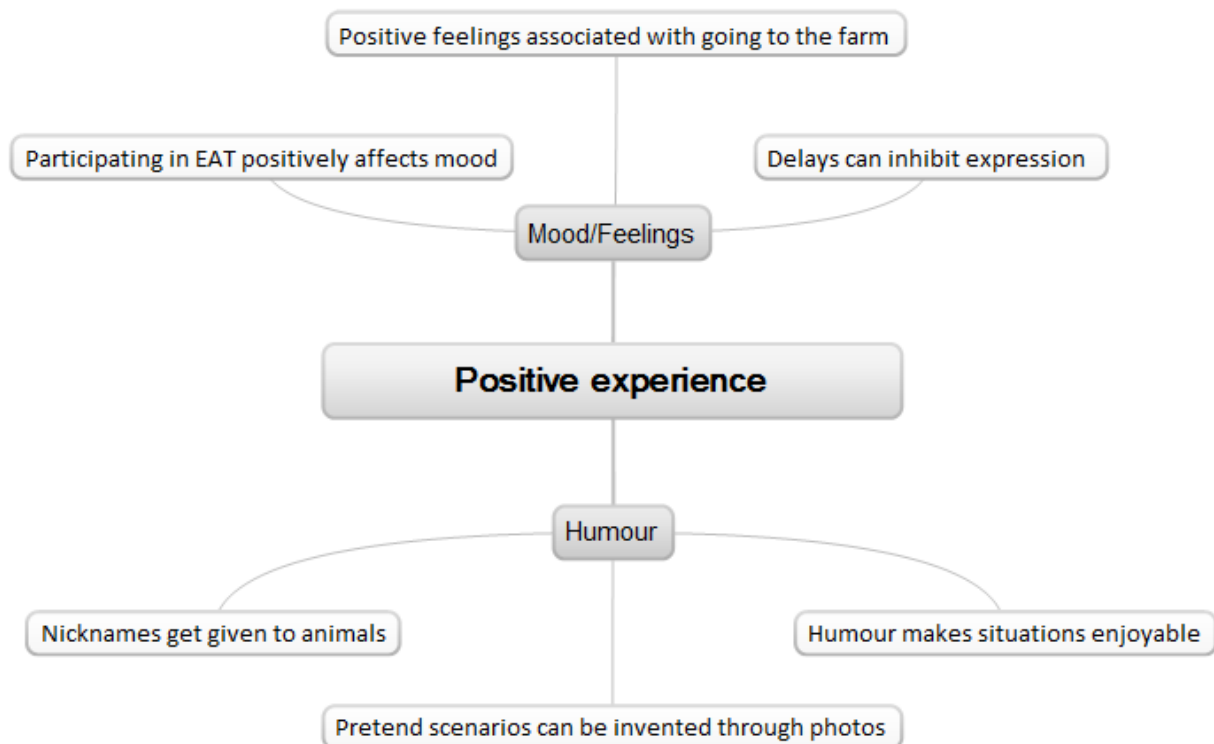 Positive feelings associated with going to the farm
Participating in EAT positively affects mood
Delays can inhibit expression
Mood/Feelings
Positive experience
Humour
Nicknames get given to animals
Humour makes situations enjoyable
Pretend scenarios can be invented through photos